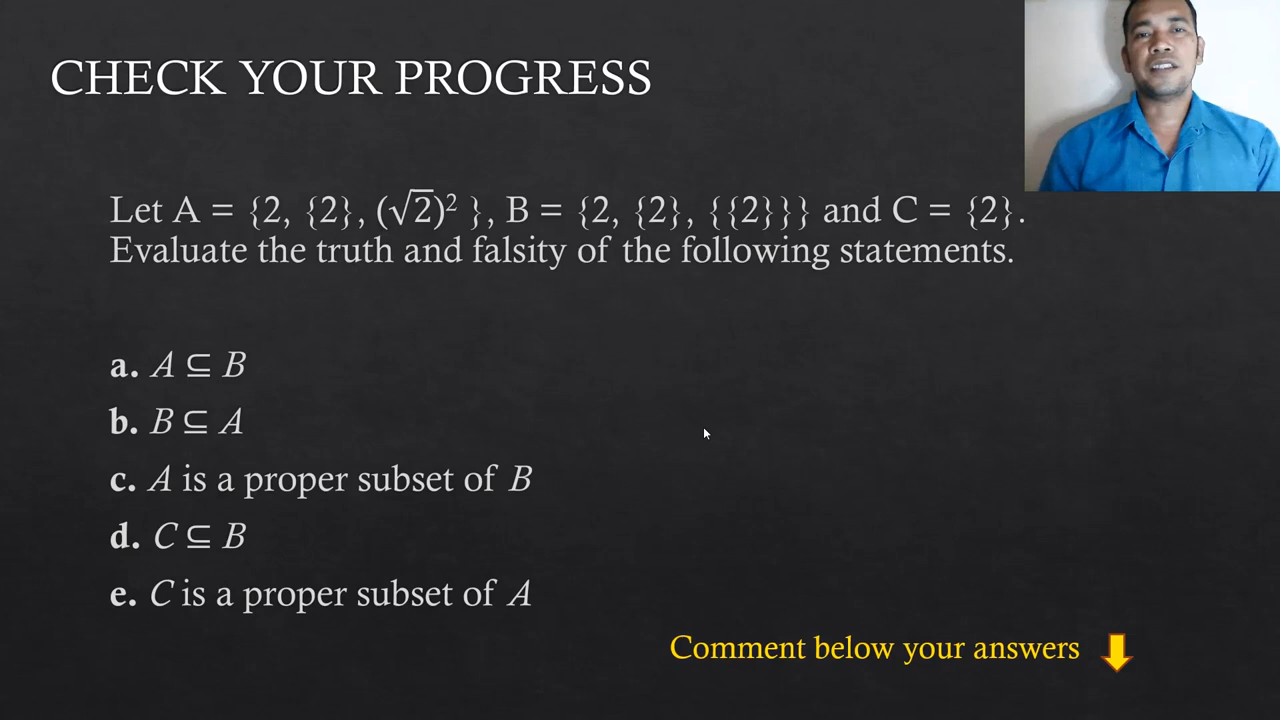 CHECK YOUR PROGRESS
Let A = {2, {2}, (√2)² }, B = {2, {2}, {{2}}} and C = {2}.
Evaluate the truth and falsity of the following statements.
a. A ⊆ B
b. B ⊆ A
c. A is a proper subset of B
d. C ⊆ B
e. C is a proper subset of A
Comment below your answers